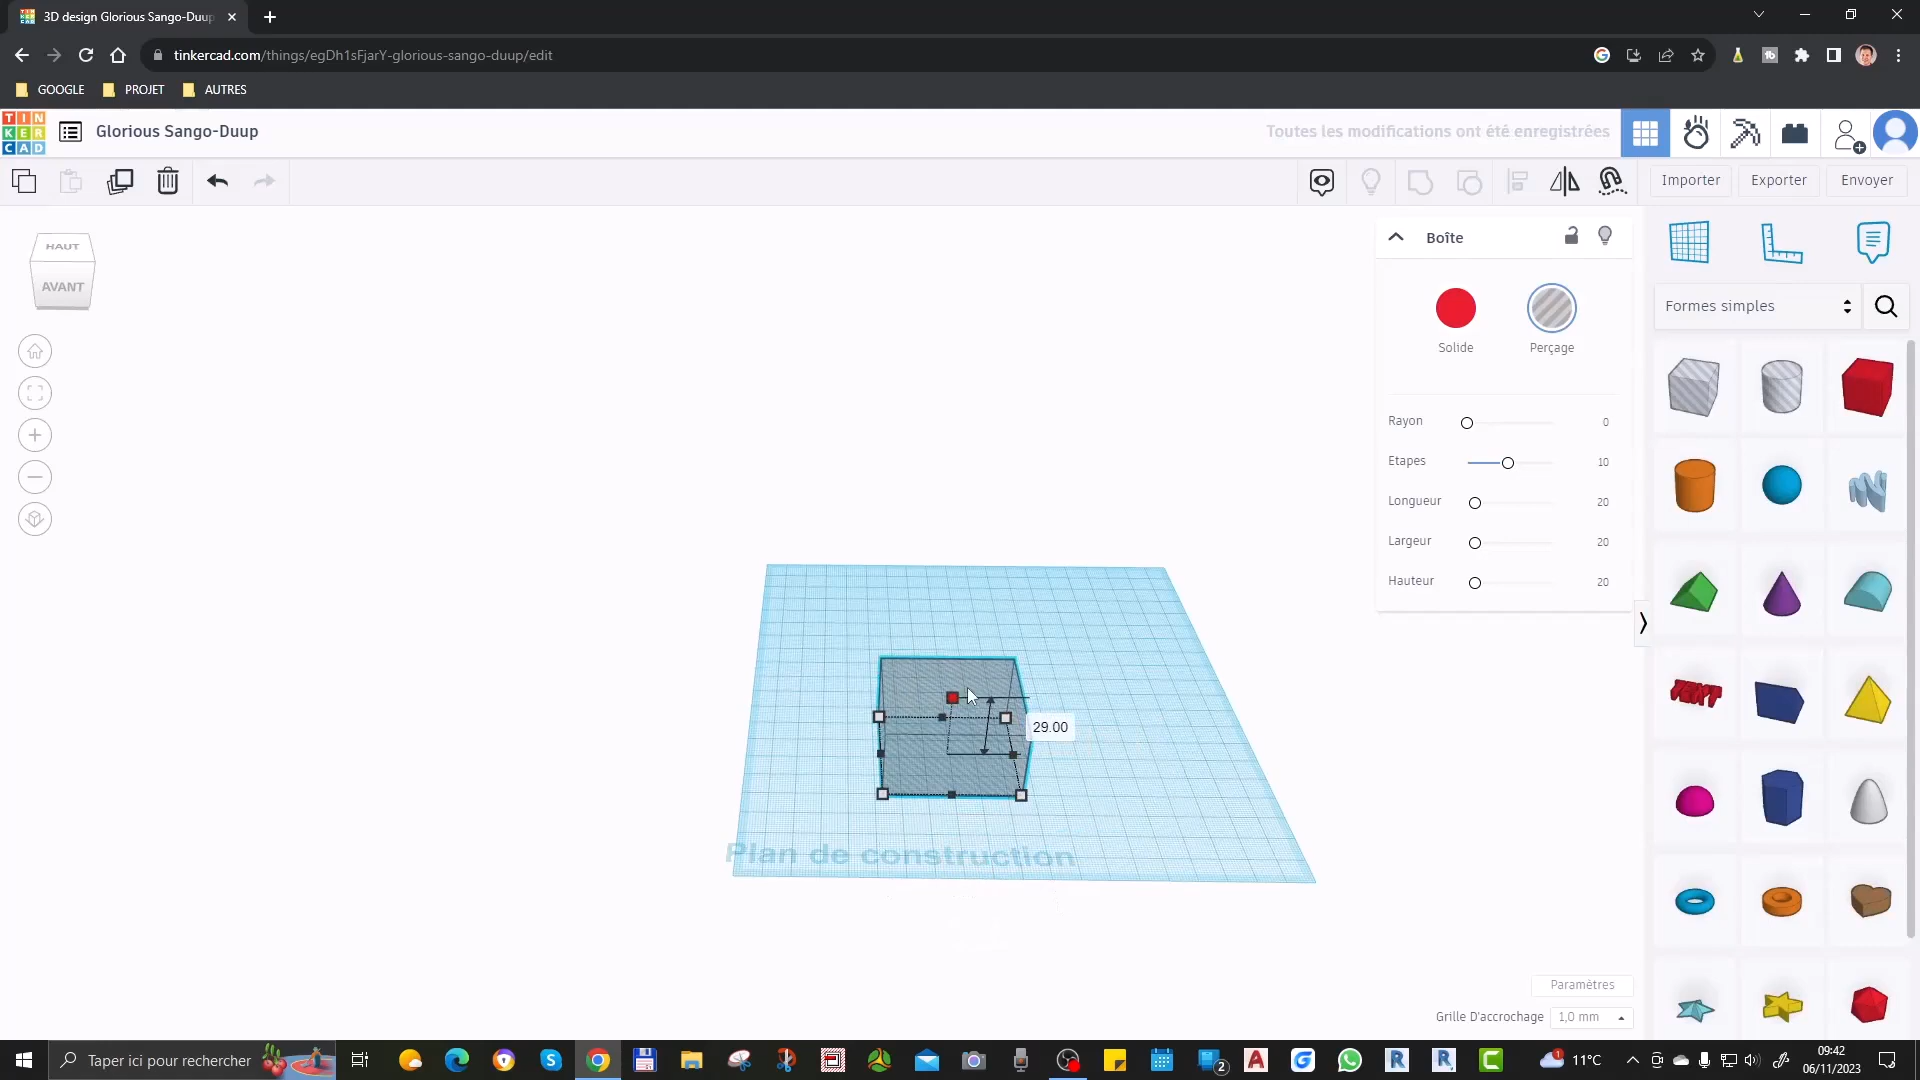 3D design Glorious Sango-Duup
tinkercad.com/things/egDh1sFjarY-glorious-sango-duup/edit
GOOGLE
PROJET
AUTRES
TIN
KER
CAD
Glorious Sango-Duup
Toutes les modifications ont été enregistrées
Importer
Exporter
Envoyer
HAUT
AVANT
Boîte
Solide
Perçage
Rayon
0
Etapes
10
Longueur
20
Largeur
20
Hauteur
20
Formes simples
TEXT
29.00
Plan de construction
Paramètres
Grille D'accrochage
1,0 mm
Taper ici pour rechercher
2
1
11°C
09:42
06/11/2023